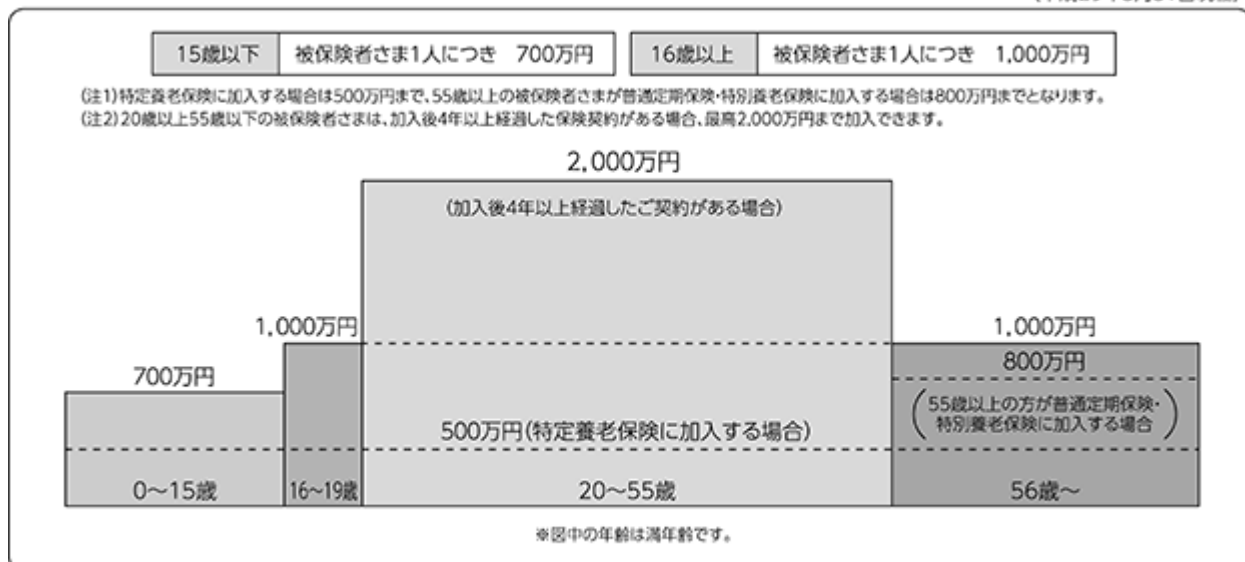 15歳以下 被保険者さま1人につき 700万円 16歳以上 被保険者さま1人につき 1,000万円
(注1)特定養老保険に加入する場合は500万円まで、55歳以上の被保険者さまが普通定期保険・特別養老保険に加入する場合は800万円までとなります。
(注2)20歳以上55歳以下の被保険者さまは、加入後4年以上経過した保険契約がある場合、最高2,000万円まで加入できます。
2,000万円
(加入後4年以上経過したご契約がある場合)
1,000万円
1,000万円
800万円
700万円
(55歳以上の方が普通定期保険・
特別養老保険に加入する場合)
500万円(特定養老保険に加入する場合)
0〜15歳 16〜19歳 20〜55歳 56歳〜
※図中の年齢は満年齢です。